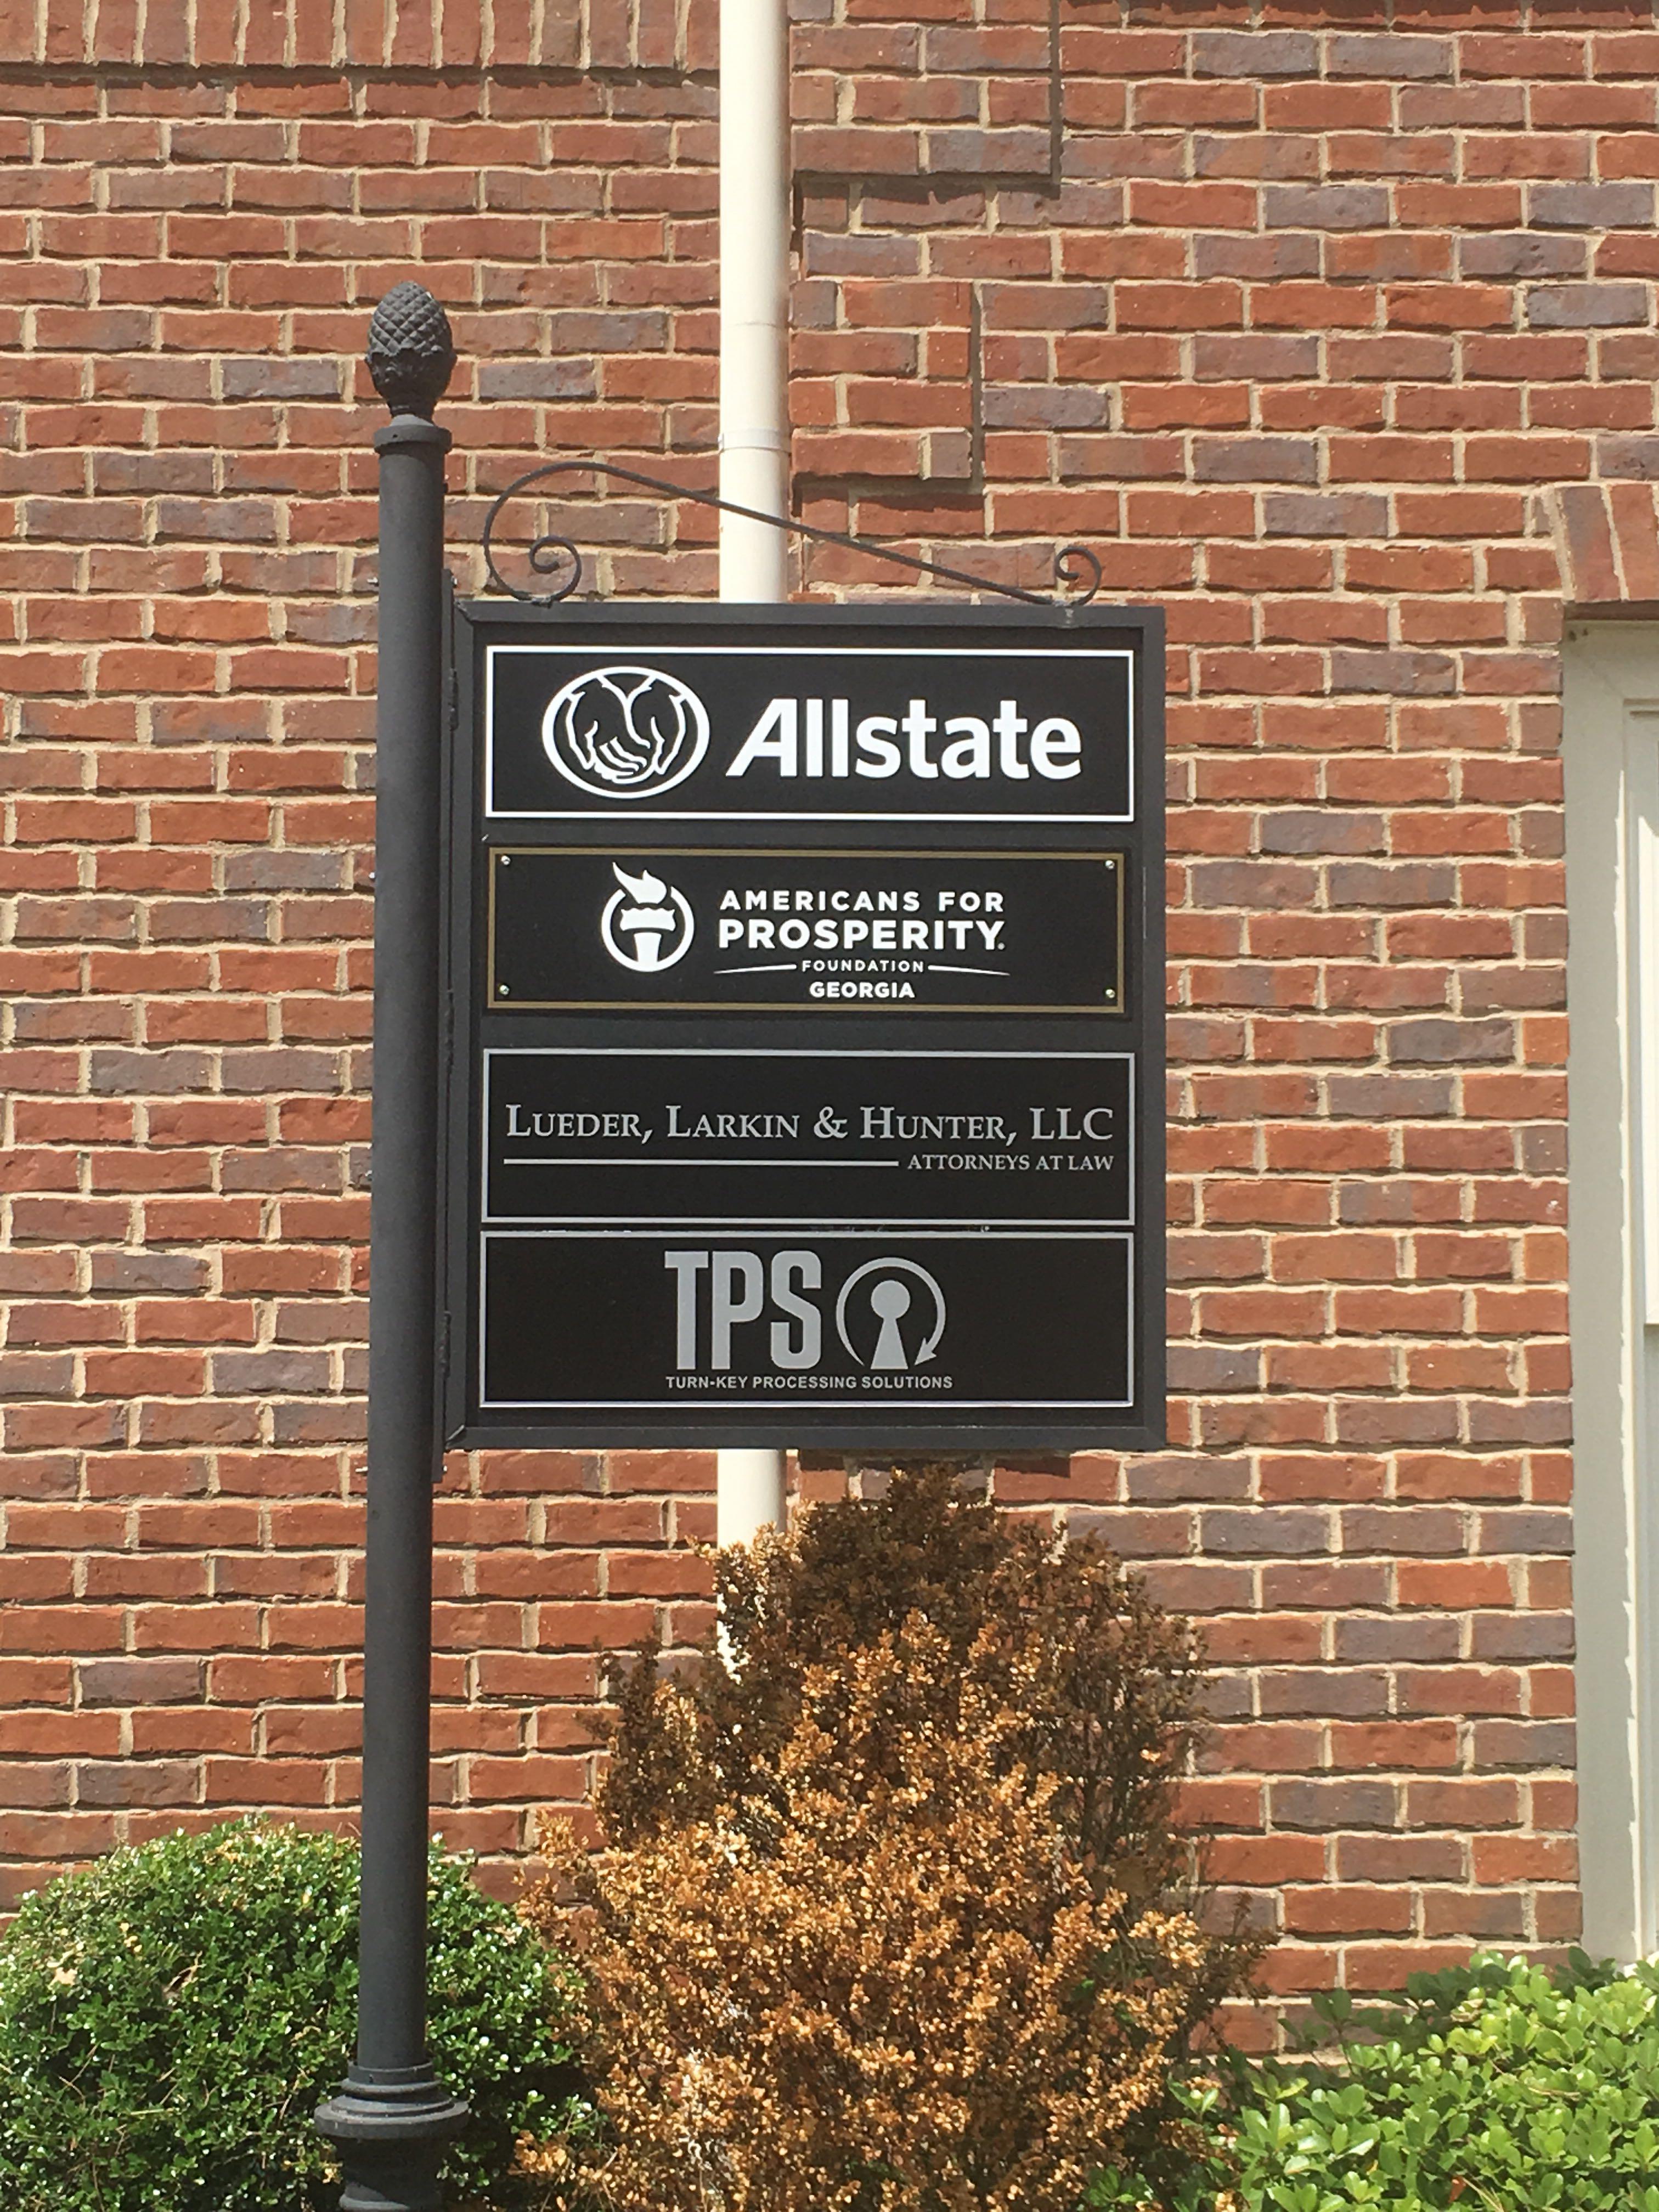 Allstate
AMERICANS FOR
PROSPERITY.
FOUNDATION
GEORGIA
LUEDER, LARKIN & HUNTER, LLC
ATTORNEYS AT LAW
TPS
TURN-KEY PROCESSING SOLUTIONS